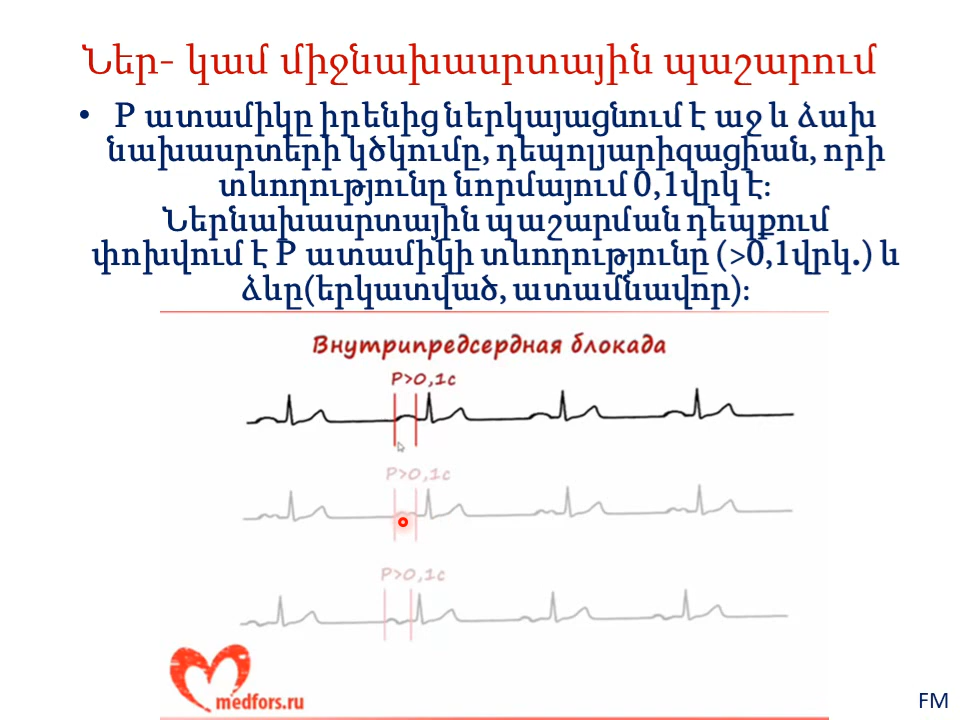 Ներ- կամ միջնախասրտային պաշարում
• P ատամիկը իրենից ներկայացնում է աջ և ձախ
նախասրտերի կծկումը, դեպոլյարիզացիան, որի
տևողությունը նորմայում 0,1վրկ է:
Ներնախասրտային պաշարման դեպքում
փոխվում է P ատամիկի տևողությունը (>0,1վրկ.) և
ձևը(երկատված, ատամնավոր):
Внутрипредсердная блокада
P>0,1c
P>0,1c
P>0,1c
medfors.ru
FM